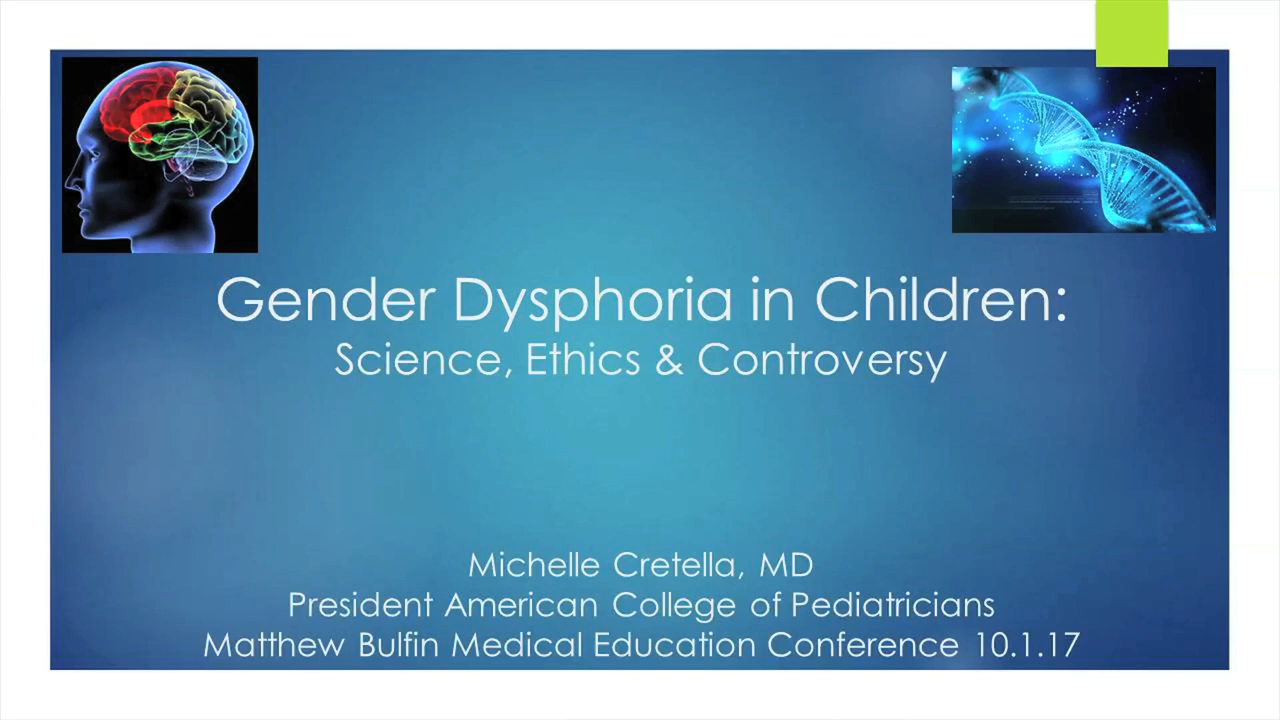 Gender Dysphoria in Children:
Science, Ethics & Controversy
Michelle Cretella, MD
President American College of Pediatricians
Matthew Bulfin Medical Education Conference 10.1.17